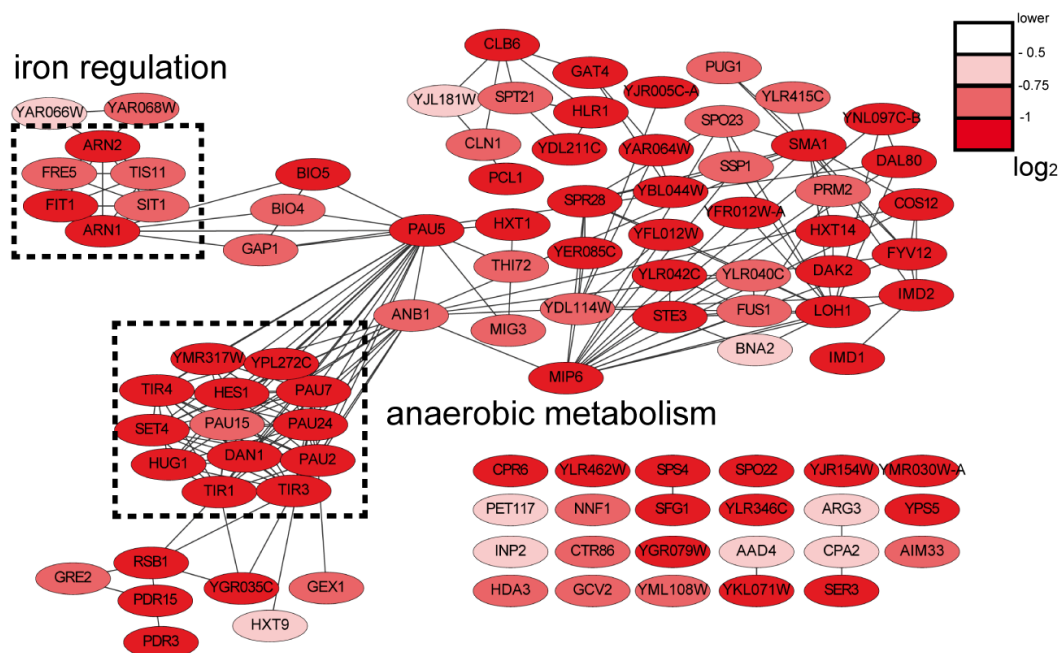 iron regulation
YAR066W
YAR068W
ARN2
FRE5
TIS11
FIT1
SIT1
ARN1
BIO5
BIO4
GAP1
PAU5
HXT1
THI72
ANB1
MIG3
CLB6
GAT4
PUG1
YJL181W
SPT21
HLR1
YJR005C-A
YLR415C
CLN1
YDL211C
YAR064W
SPO23
SMA1
YNL097C-B
PCL1
SSP1
DAL80
SPR28
YBL044W
PRM2
YFR012W-A
COS12
YER085C
YFL012W
HXT14
FYV12
YLR042C
YLR040C
DAK2
YDL114W
STE3
FUS1
LOH1
IMD2
BNA2
IMD1
MIP6
lower
- 0.5
-0.75
-1
log2
YMR317W
YPL272C
TIR4
HES1
PAU7
SET4
PAU15
PAU24
HUG1
DAN1
PAU2
TIR1
TIR3
anaerobic metabolism
RSB1
GRE2
YGR035C
GEX1
PDR15
HXT9
PDR3
CPR6
YLR462W
SPS4
SPO22
YJR154W
YMR030W-A
PET117
NNF1
SFG1
YLR346C
ARG3
YPS5
INP2
CTR86
YGR079W
AAD4
CPA2
AIM33
HDA3
GCV2
YML108W
YKL071W
SER3